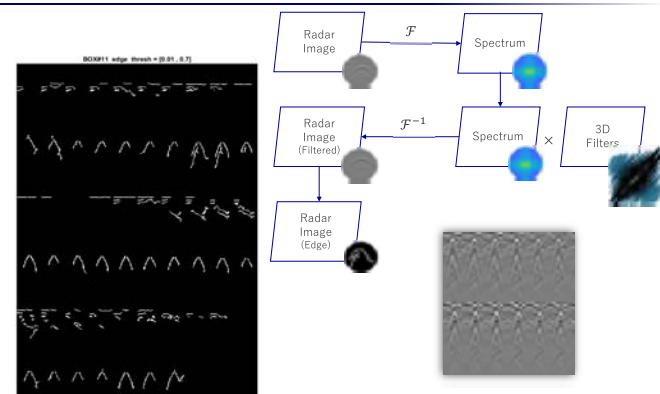 BOX#11 edge thresh = [0.01 , 0.7]
Radar
Image
ℱ
Spectrum
Radar
Image
(Filtered)
ℱ⁻¹
Spectrum
×
3D
Filters
Radar
Image
(Edge)